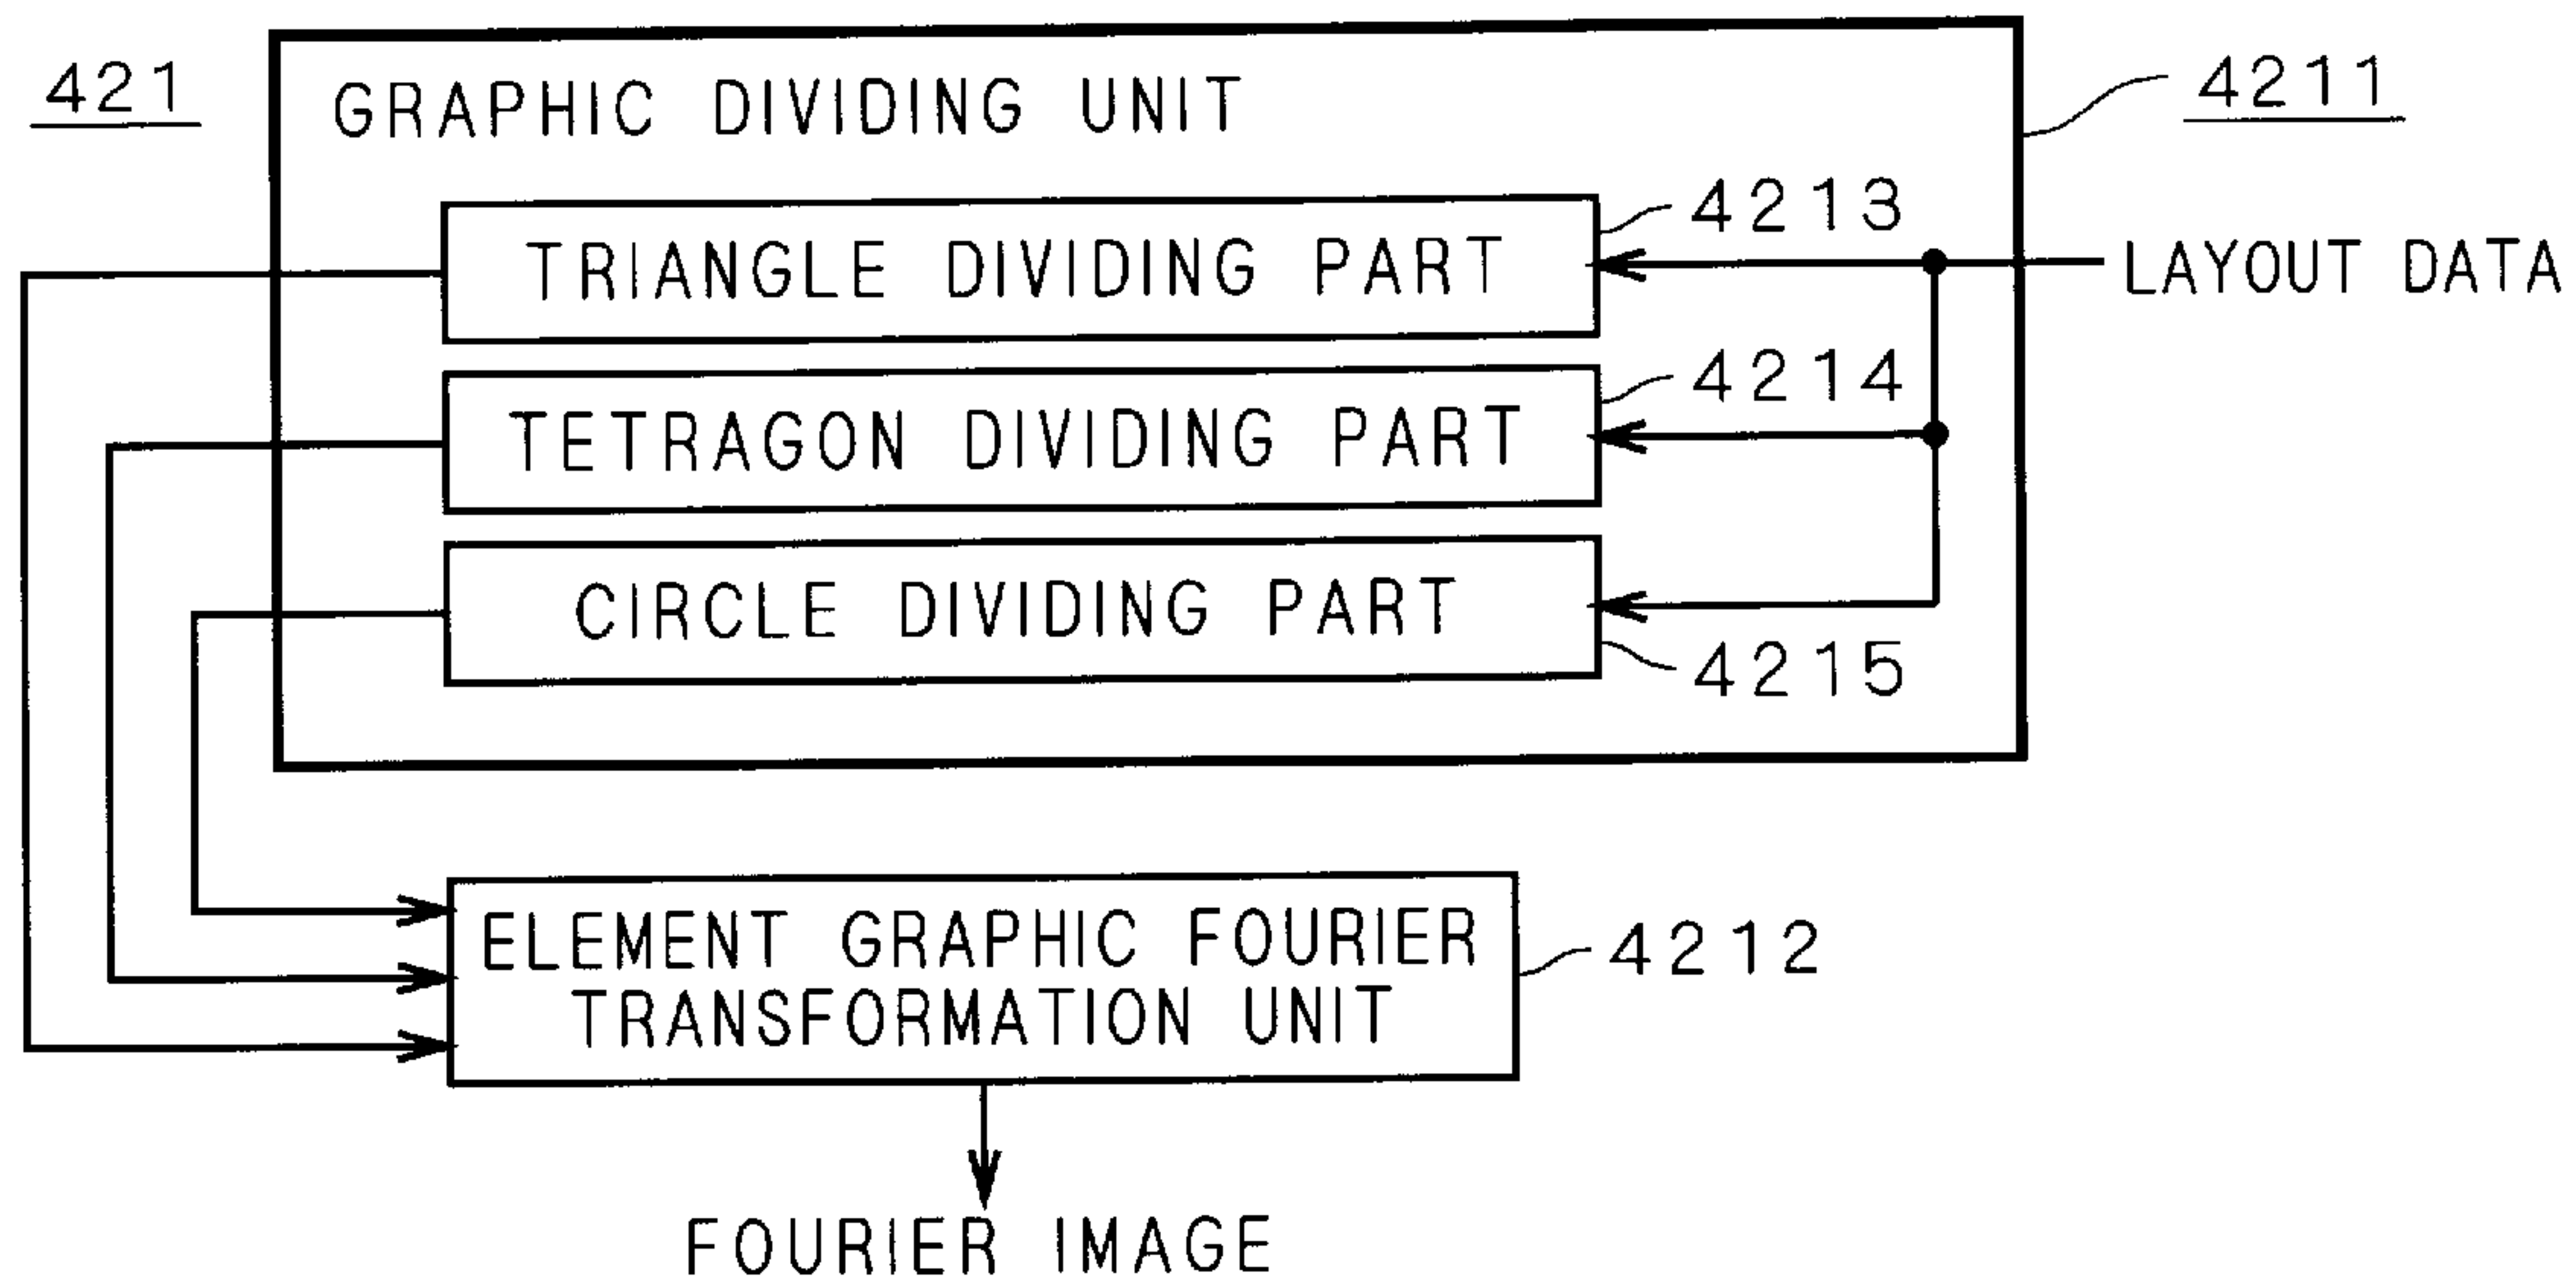 421
GRAPHIC DIVIDING UNIT
4211
4213
TRIANGLE DIVIDING PART
LAYOUT DATA
4214
TETRAGON DIVIDING PART
CIRCLE DIVIDING PART
4215
ELEMENT GRAPHIC FOURIER
TRANSFORMATION UNIT
4212
FOURIER IMAGE